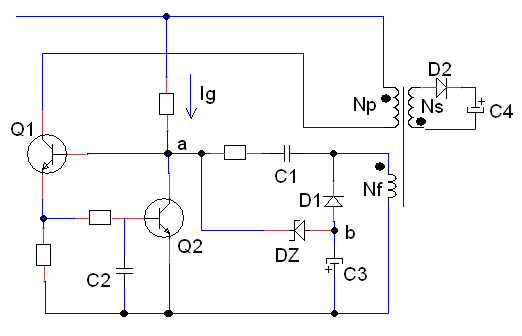 D2
Ig
Np
Ns
C4
Q1
a
C1
D1
Nf
Q2
b
DZ
C2
C3
+
+